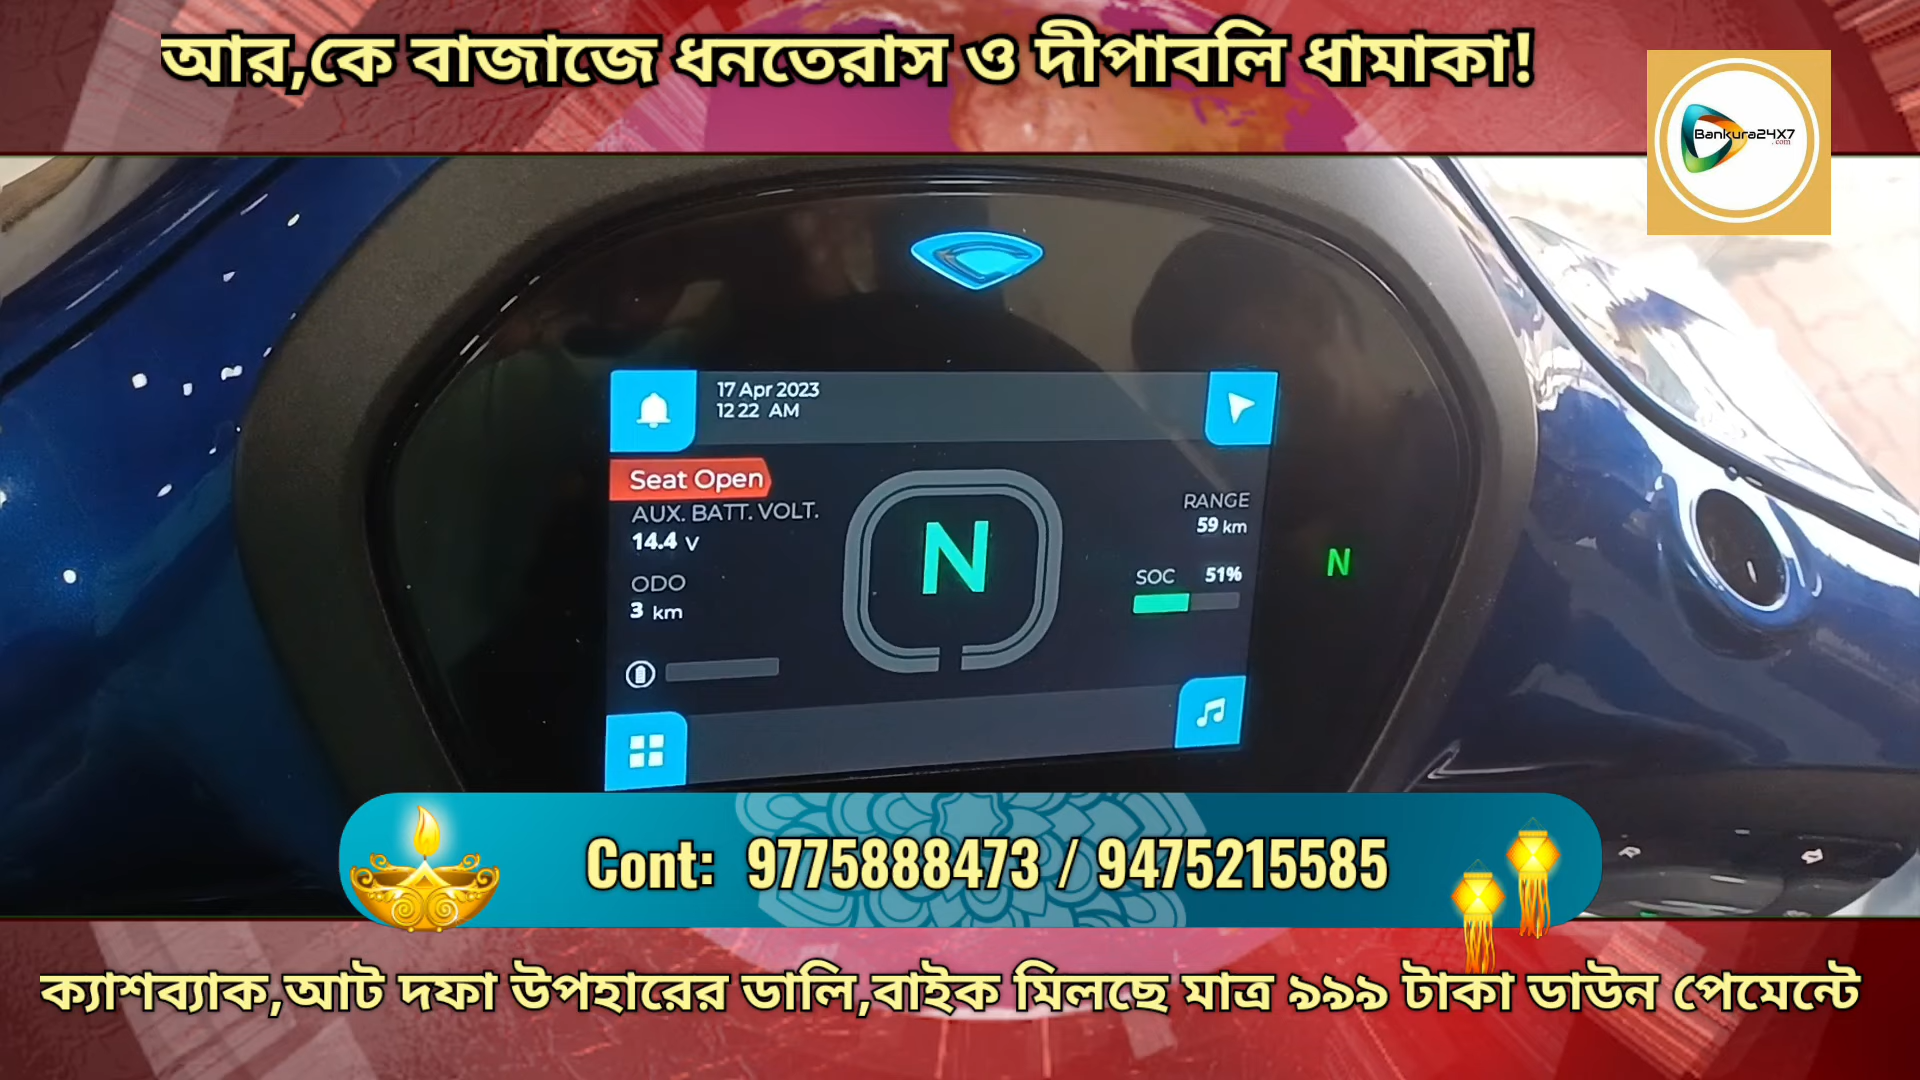 আর,কে বাজাজে ধনতেরাস ও দীপাবলি ধামাকা!
Bankura24X7
.com
17 Apr 2023
12 22 AM
Seat Open
AUX. BATT. VOLT.
14.4 V
ODO
3 km
N
RANGE
59 km
SOC 51%
N
Cont: 9775888473 / 9475215585
ক্যাশব্যাক,আট দফা উপহারের ডালি,বাইক মিলছে মাত্র ৯৯৯ টাকা ডাউন পেমেন্টে